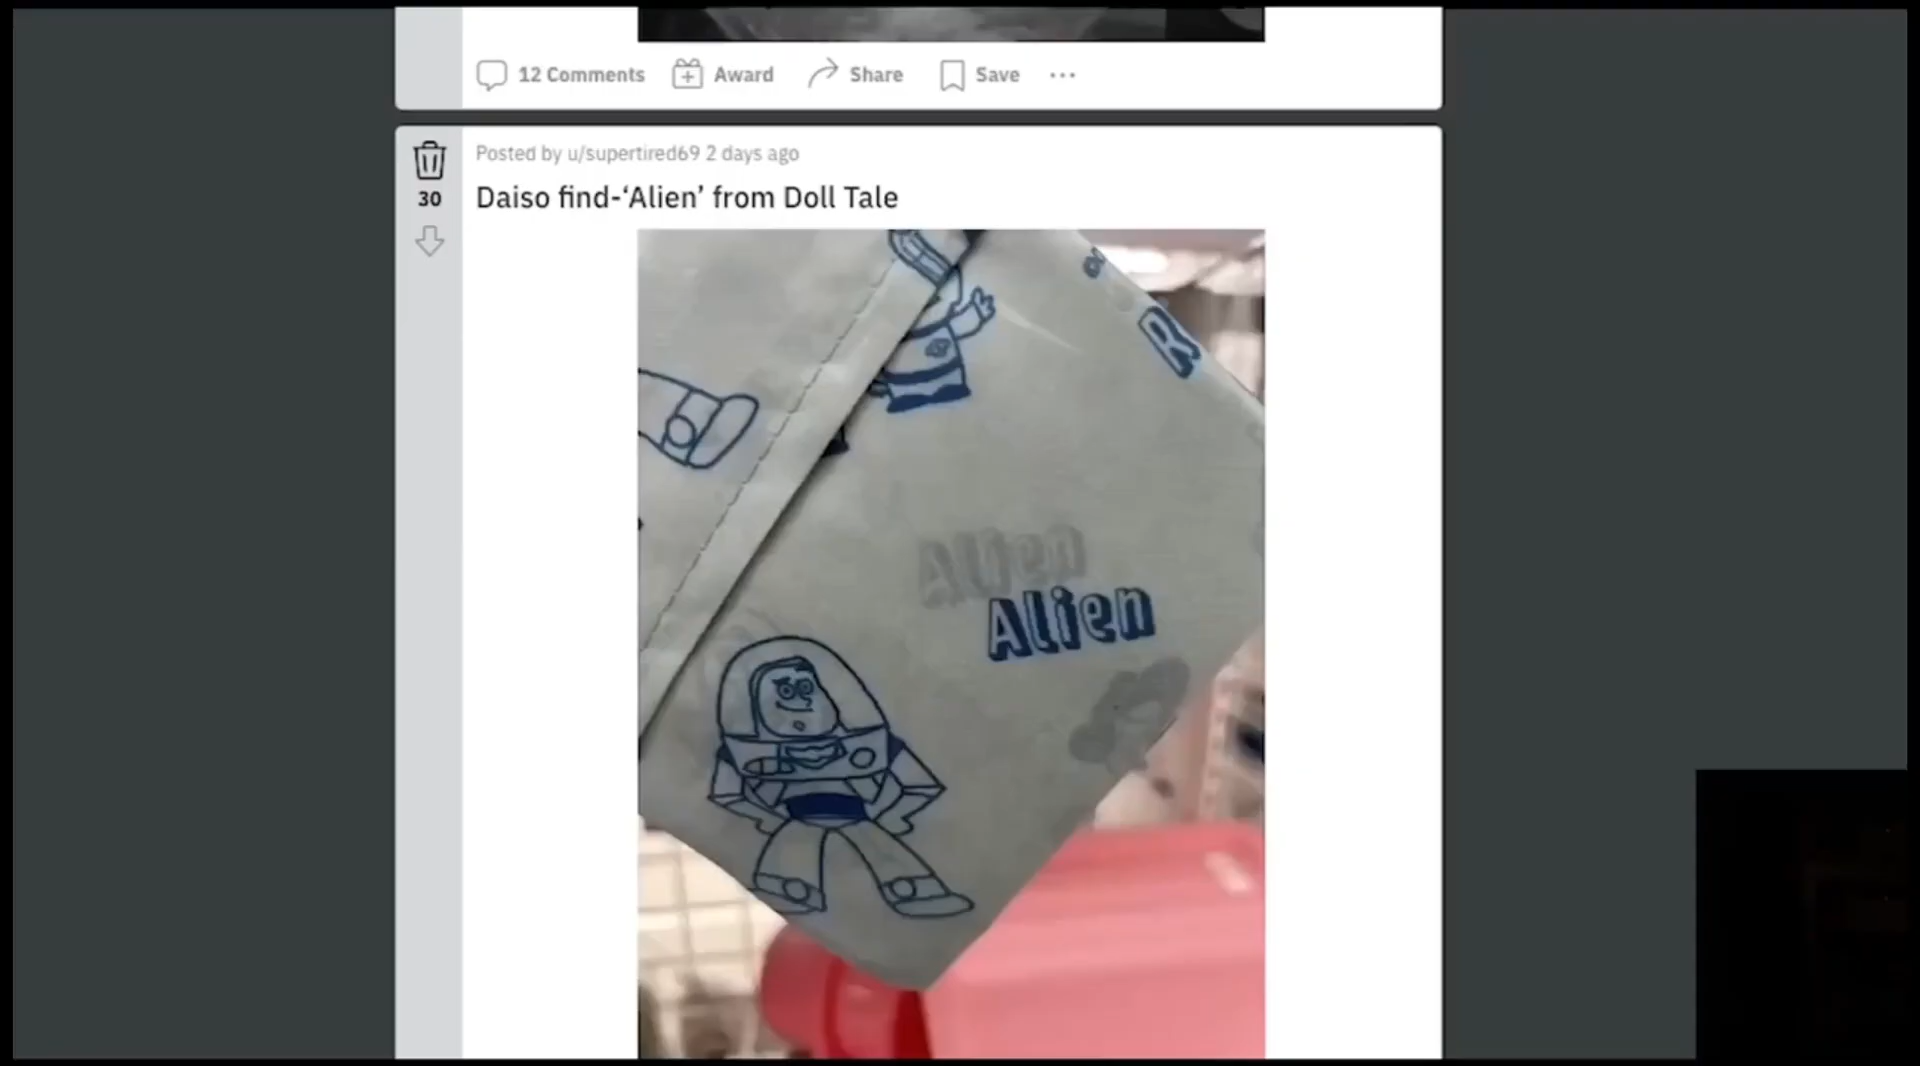 12 Comments Award Share Save
Posted by u/supertired69 2 days ago
30
Daiso find-‘Alien’ from Doll Tale
R
Alien
Alien